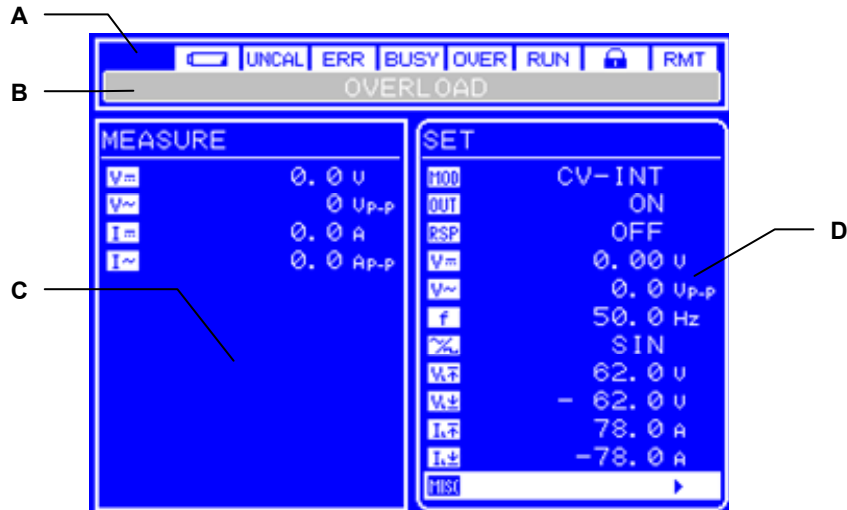 A
UNCAL ERR BUSY OVER RUN RMT
B
OVERLOAD
MEASURE
V⎓ 0.0 V
V~ 0 Vp-p
I⎓ 0.0 A
I~ 0.0 Ap-p
C
SET
MOD CV-INT
OUT ON
RSP OFF
V⎓ 0.00 V
V~ 0.0 Vp-p
f 50.0 Hz
SIN
62.0 V
- 62.0 V
78.0 A
-78.0 A
MISC
D